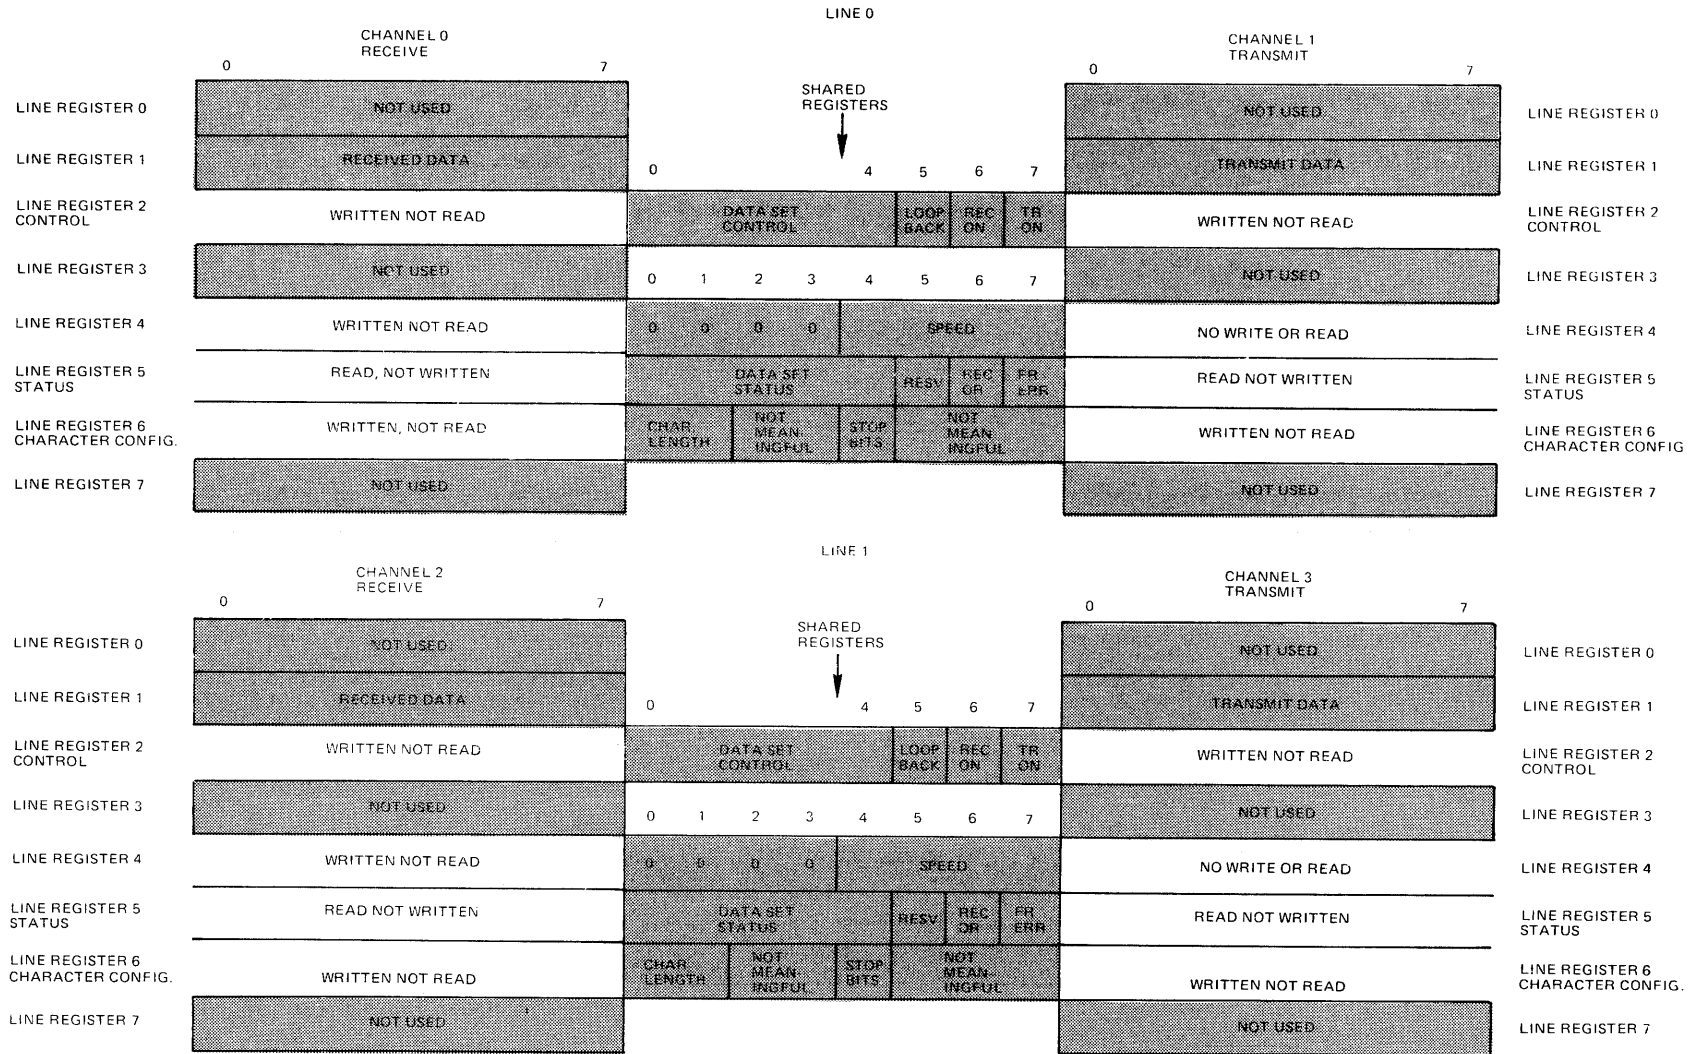 LINE 0
CHANNEL 0
RECEIVE
CHANNEL 1
TRANSMIT
0 7
0 7
SHARED
REGISTERS
LINE REGISTER 0 NOT USED NOT USED LINE REGISTER 0
LINE REGISTER 1 RECEIVED DATA TRANSMIT DATA LINE REGISTER 1
0 4 5 6 7
LINE REGISTER 2
CONTROL
WRITTEN NOT READ
DATA SET
CONTROL
LOOP
BACK
REC
ON
TR
ON
WRITTEN NOT READ
LINE REGISTER 2
CONTROL
LINE REGISTER 3 NOT USED NOT USED LINE REGISTER 3
0 1 2 3 4 5 6 7
LINE REGISTER 4 WRITTEN NOT READ 0 0 0 0 SPEED NO WRITE OR READ LINE REGISTER 4
LINE REGISTER 5
STATUS
READ, NOT WRITTEN
DATA SET
STATUS
RESV
REC
OR
FR
ERR
READ NOT WRITTEN
LINE REGISTER 5
STATUS
LINE REGISTER 6
CHARACTER CONFIG.
WRITTEN, NOT READ
CHAR.
LENGTH
NOT
MEAN-
INGFUL
STOP
BITS
NOT
MEAN
INGFUL
WRITTEN NOT READ
LINE REGISTER 6
CHARACTER CONFIG
LINE REGISTER 7 NOT USED NOT USED LINE REGISTER 7
LINE 1
CHANNEL 2
RECEIVE
CHANNEL 3
TRANSMIT
0 7
0 7
SHARED
REGISTERS
LINE REGISTER 0 NOT USED NOT USED LINE REGISTER 0
LINE REGISTER 1 RECEIVED DATA TRANSMIT DATA LINE REGISTER 1
0 4 5 6 7
LINE REGISTER 2
CONTROL
WRITTEN NOT READ
DATA SET
CONTROL
LOOP
BACK
REC
ON
TR
ON
WRITTEN NOT READ
LINE REGISTER 2
CONTROL
LINE REGISTER 3 NOT USED NOT USED LINE REGISTER 3
0 1 2 3 4 5 6 7
LINE REGISTER 4 WRITTEN NOT READ 0 0 0 0 SPEED NO WRITE OR READ LINE REGISTER 4
LINE REGISTER 5
STATUS
READ NOT WRITTEN
DATA SET
STATUS
RESV
REC
OR
FR
ERR
READ NOT WRITTEN
LINE REGISTER 5
STATUS
LINE REGISTER 6
CHARACTER CONFIG.
WRITTEN NOT READ
CHAR.
LENGTH
NOT
MEAN-
INGFUL
STOP
BITS
NOT
MEAN-
INGFUL
WRITTEN NOT READ
LINE REGISTER 6
CHARACTER CONFIG.
LINE REGISTER 7 NOT USED NOT USED LINE REGISTER 7